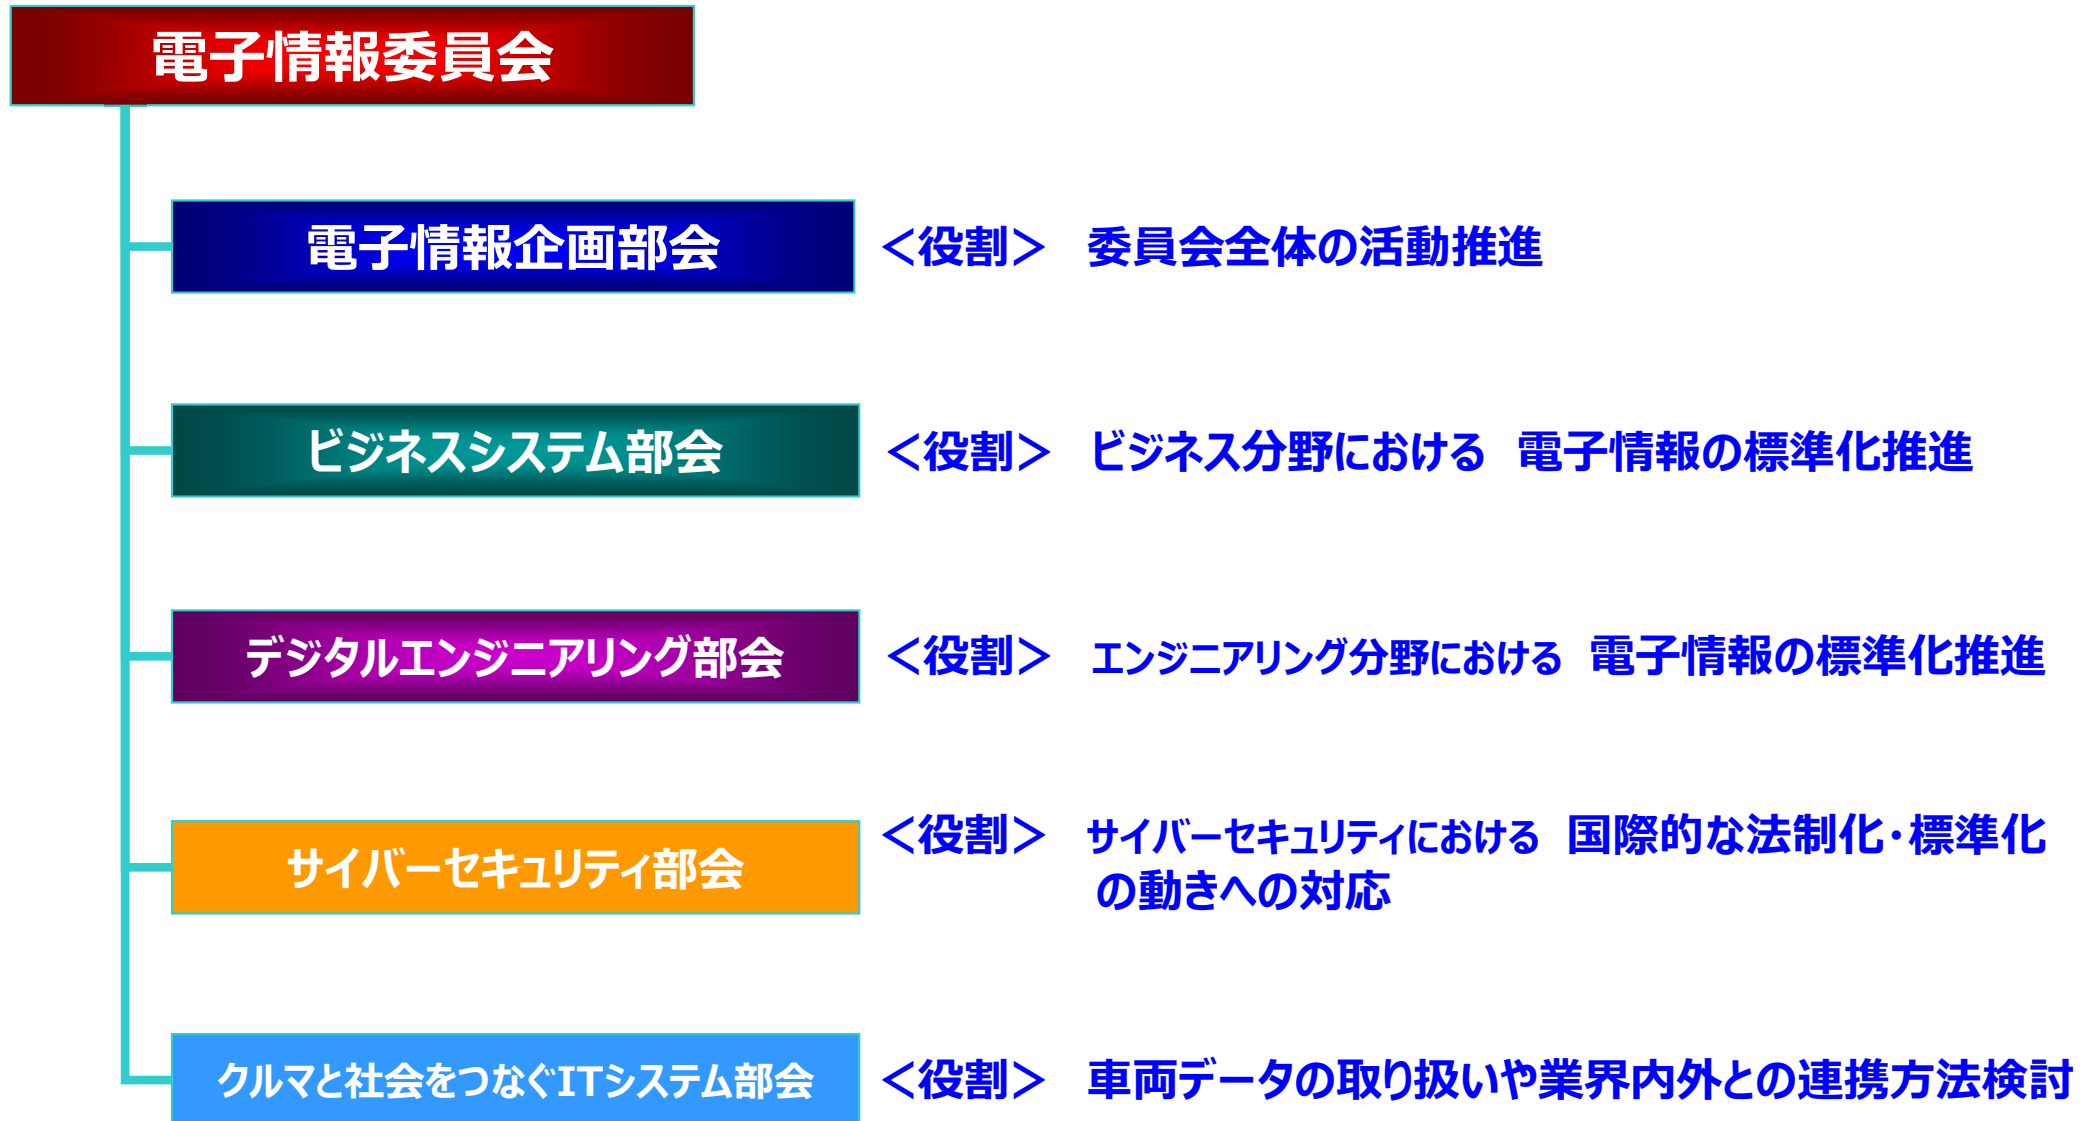 電子情報委員会
電子情報企画部会 ＜役割＞ 委員会全体の活動推進
ビジネスシステム部会 ＜役割＞ ビジネス分野における 電子情報の標準化推進
デジタルエンジニアリング部会 ＜役割＞ エンジニアリング分野における 電子情報の標準化推進
サイバーセキュリティ部会 ＜役割＞ サイバーセキュリティにおける 国際的な法制化・標準化
の動きへの対応
クルマと社会をつなぐITシステム部会 ＜役割＞ 車両データの取り扱いや業界内外との連携方法検討